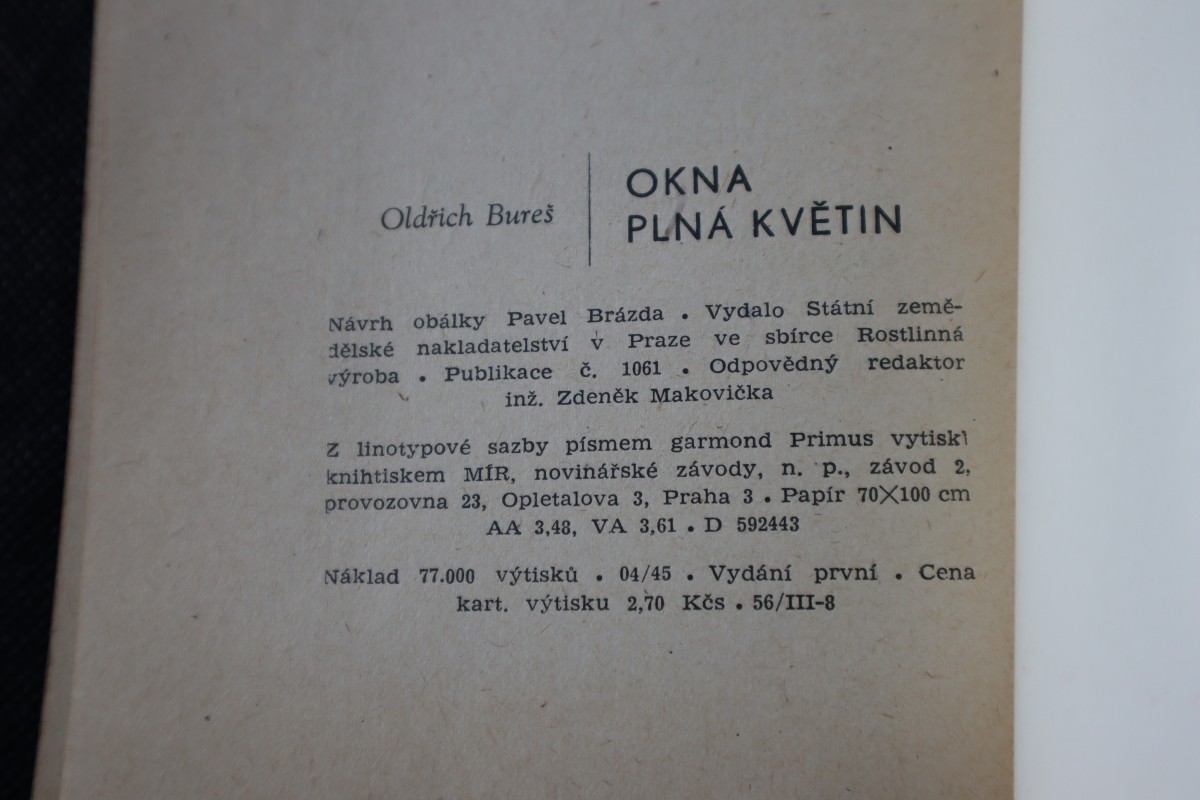 Oldřich Bureš
OKNA
PLNÁ KVĚTIN
Návrh obálky Pavel Brázda • Vydalo Státní země-
dělské nakladatelství v Praze ve sbírce Rostlinná
výroba • Publikace č. 1061 • Odpovědný redaktor
inž. Zdeněk Makovička
Z linotypové sazby písmem garmond Primus vytiskl
knihtiskem MÍR, novinářské závody, n. p., závod 2,
provozovna 23, Opletalova 3, Praha 3 • Papír 70×100 cm
AA 3,48, VA 3,61 • D 592443
Náklad 77.000 výtisků • 04/45 • Vydání první • Cena
kart. výtisku 2,70 Kčs • 56/III-8